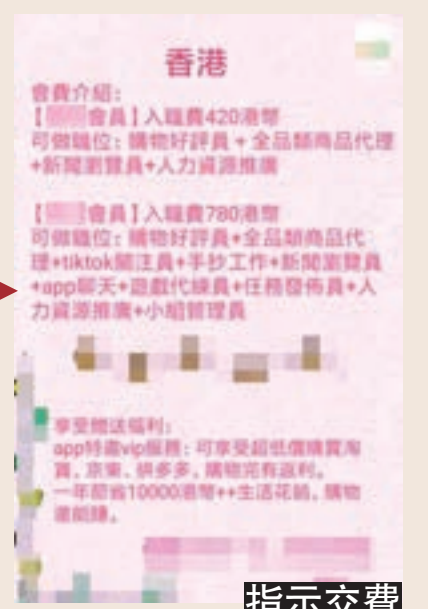 香港
會費介紹：
【會員】入職費420港幣
可做職位：購物好評員+全品類商品代理
+新聞瀏覽員+人力資源推廣
【會員】入職費780港幣
可做職位：購物好評員+全品類商品代
理+tiktok關注員+手抄工作+新聞瀏覽員
+app聊天+遊戲代練員+任務發佈員+人
力資源推廣+小組管理員
享受贈送福利：
app特邀vip服務：可享受超低價購買淘
寶、京東、拼多多、購物完有返利。
一年節省10000港幣++生活花銷，購物
還能賺。
指示交費